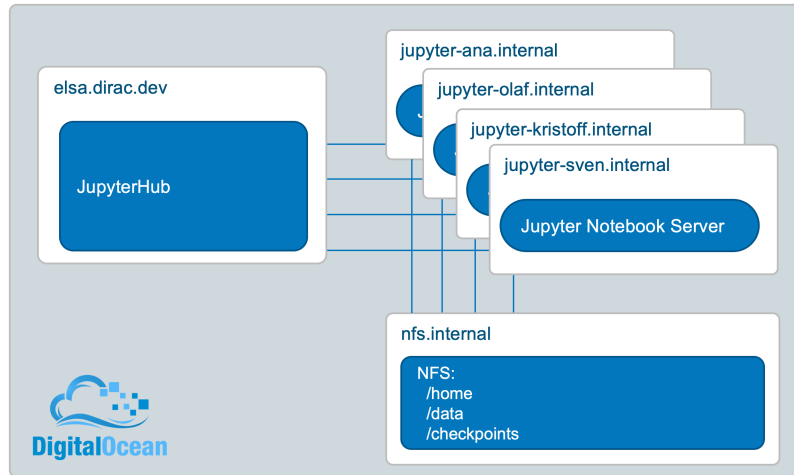 elsa.dirac.dev
JupyterHub
jupyter-ana.internal
J
jupyter-olaf.internal
J
jupyter-kristoff.internal
J
jupyter-sven.internal
Jupyter Notebook Server
nfs.internal
NFS:
/home
/data
/checkpoints
DigitalOcean